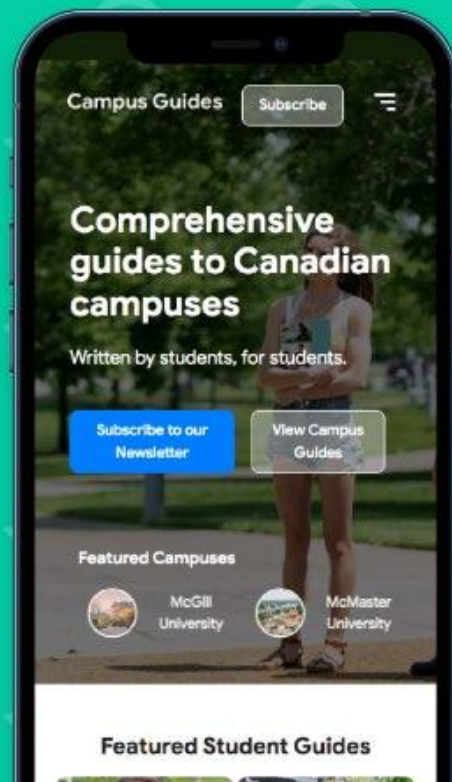 Campus Guides Subscribe
Comprehensive
guides to Canadian
campuses
Written by students, for students.
Subscribe to our
Newsletter
View Campus
Guides
Featured Campuses
McGill
University
McMaster
University
Featured Student Guides